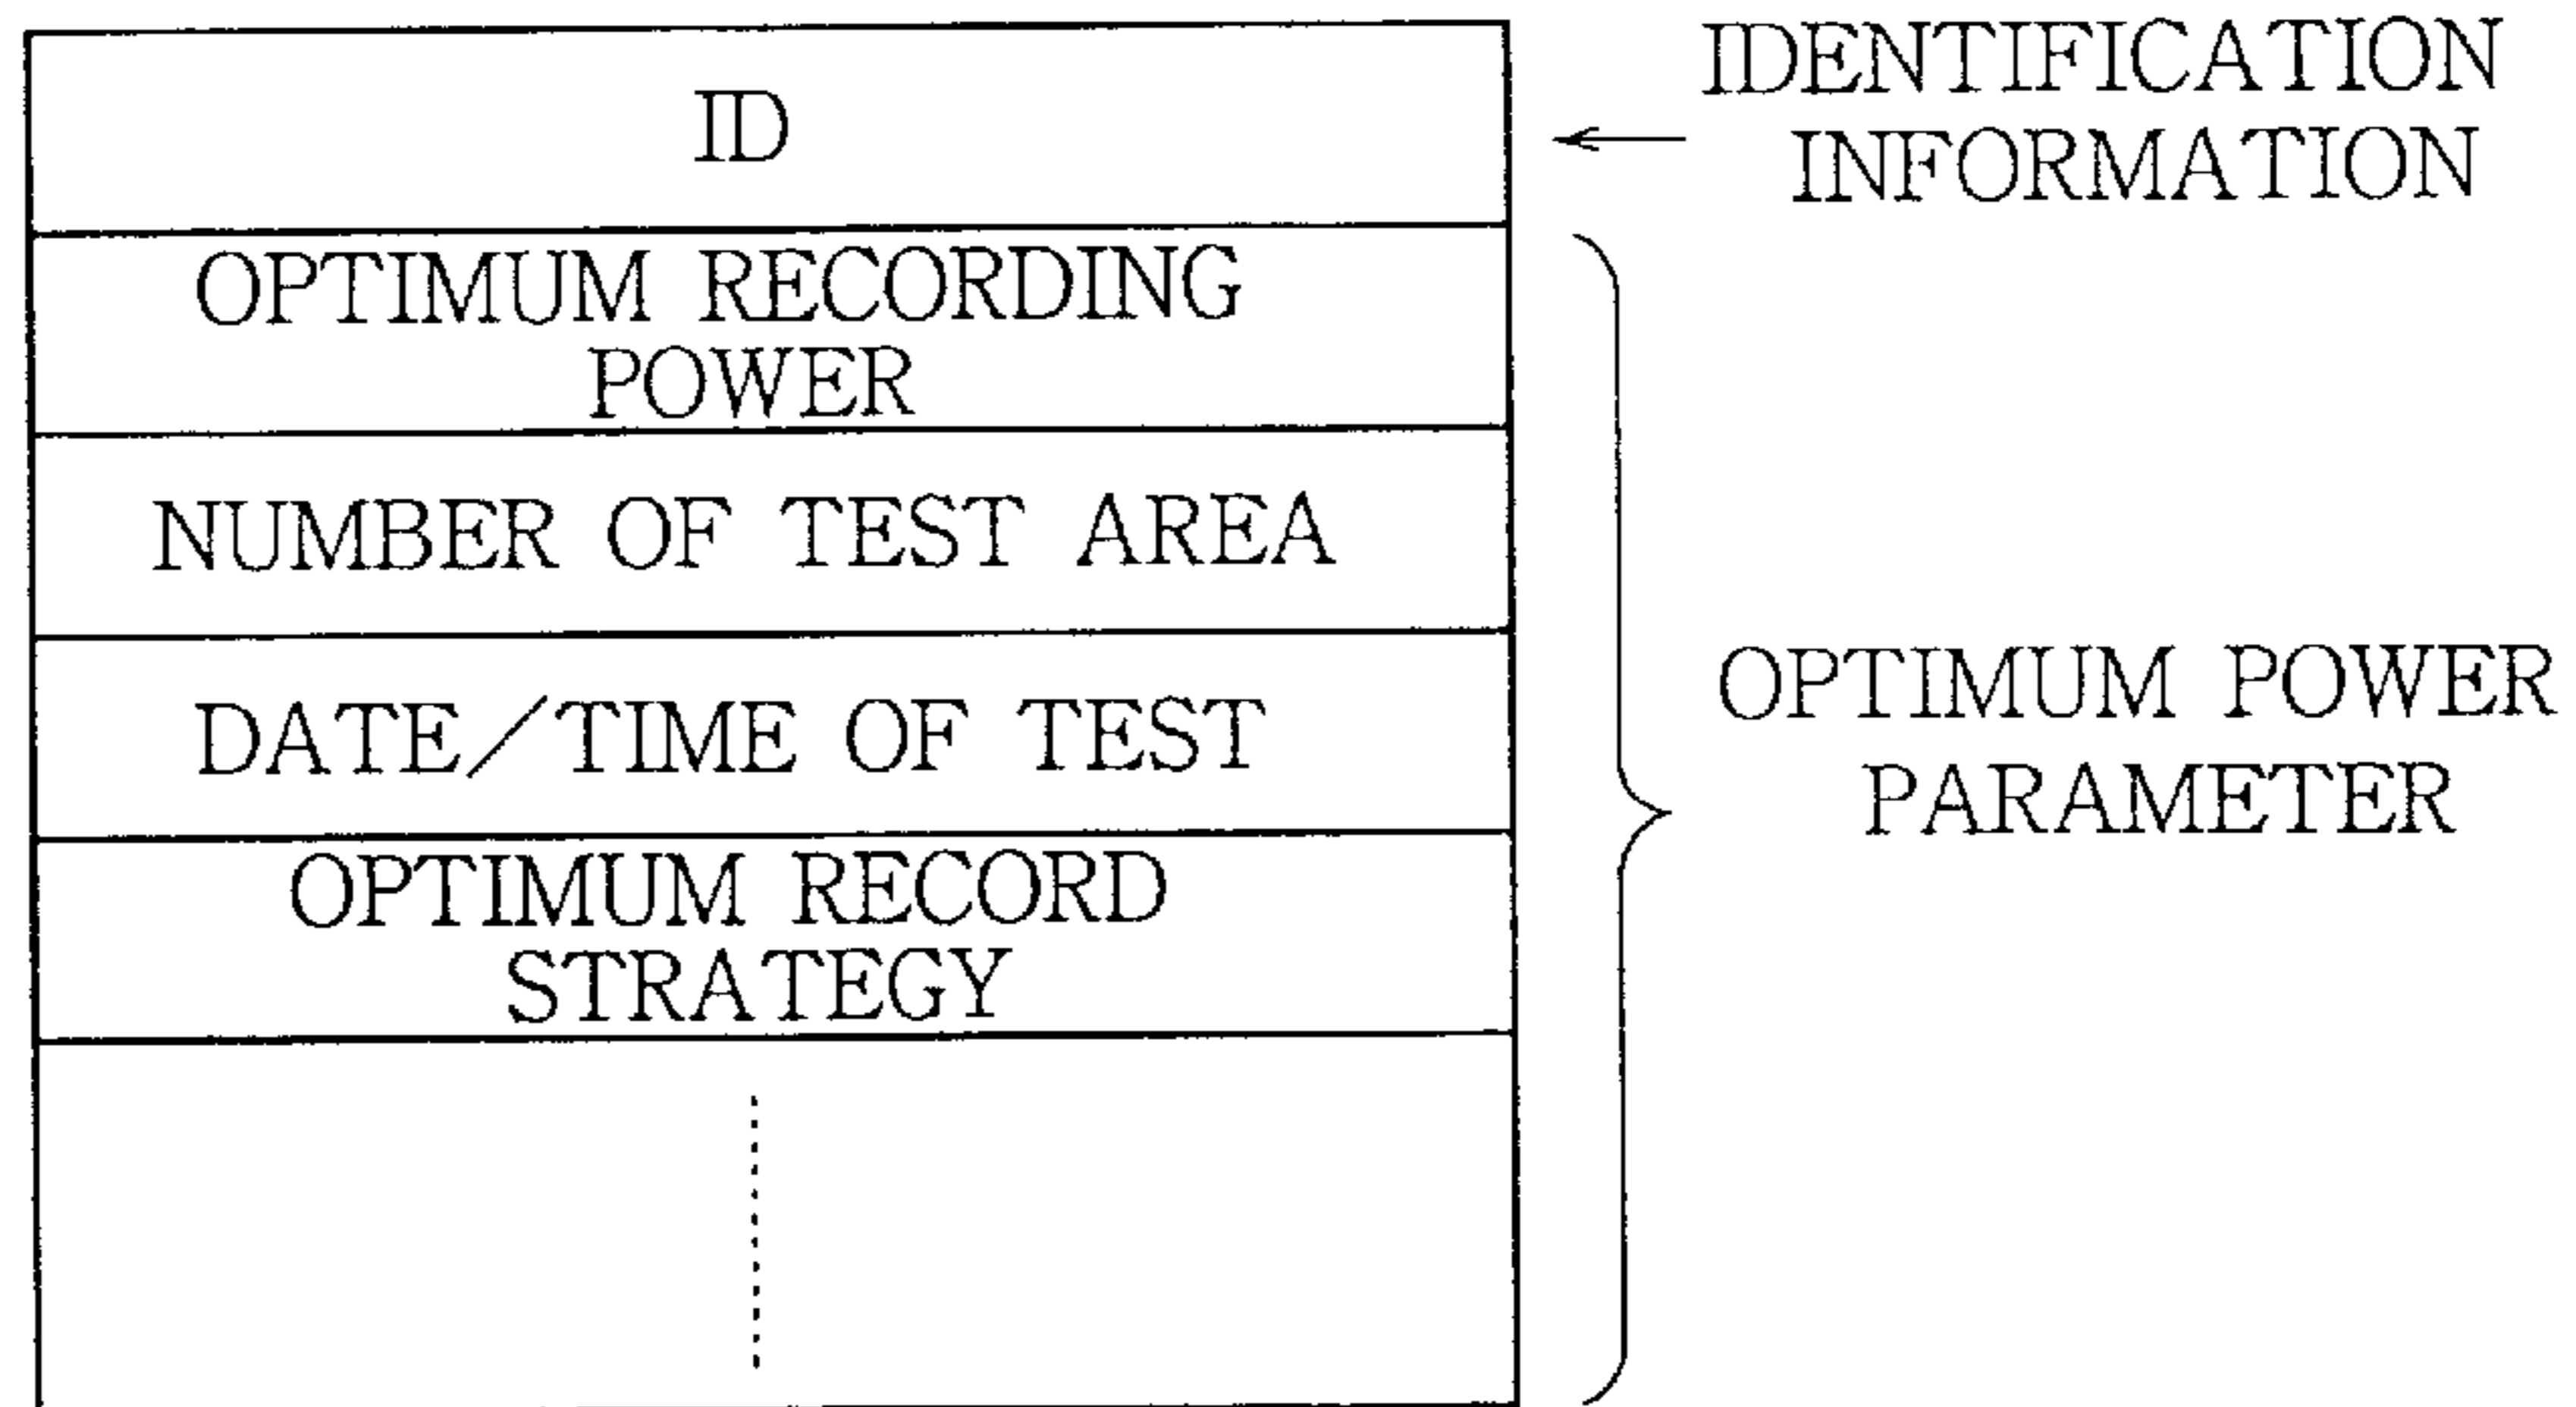 ID
OPTIMUM RECORDING
POWER
NUMBER OF TEST AREA
DATE/TIME OF TEST
OPTIMUM RECORD
STRATEGY
IDENTIFICATION
INFORMATION
OPTIMUM POWER
PARAMETER